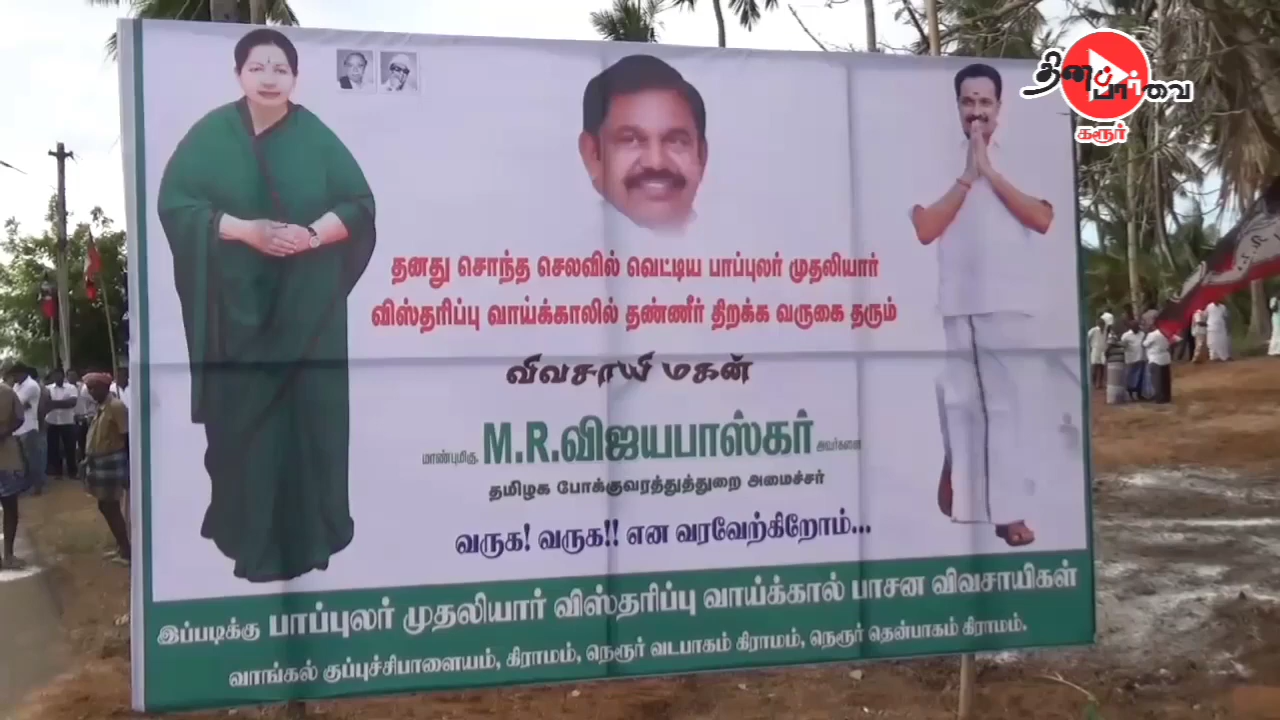 தினப்
பார்வை
கரூர்
தனது சொந்த செலவில் வெட்டிய பாப்புலர் முதலியார்
விஸ்தரிப்பு வாய்க்காலில் தண்ணீர் திறக்க வருகை தரும்
விவசாயி மகன்
மாண்புமிகு. M.R.விஜயபாஸ்கர் அவர்களை
தமிழக போக்குவரத்துத்துறை அமைச்சர்
வருக! வருக!! என வரவேற்கிறோம்...
இப்படிக்கு பாப்புலர் முதலியார் விஸ்தரிப்பு வாய்க்கால் பாசன விவசாயிகள்
வாங்கல் குப்புச்சிபாளையம், கிராமம், நெரூர் வடபாகம் கிராமம், நெரூர் தென்பாகம் கிராமம்.